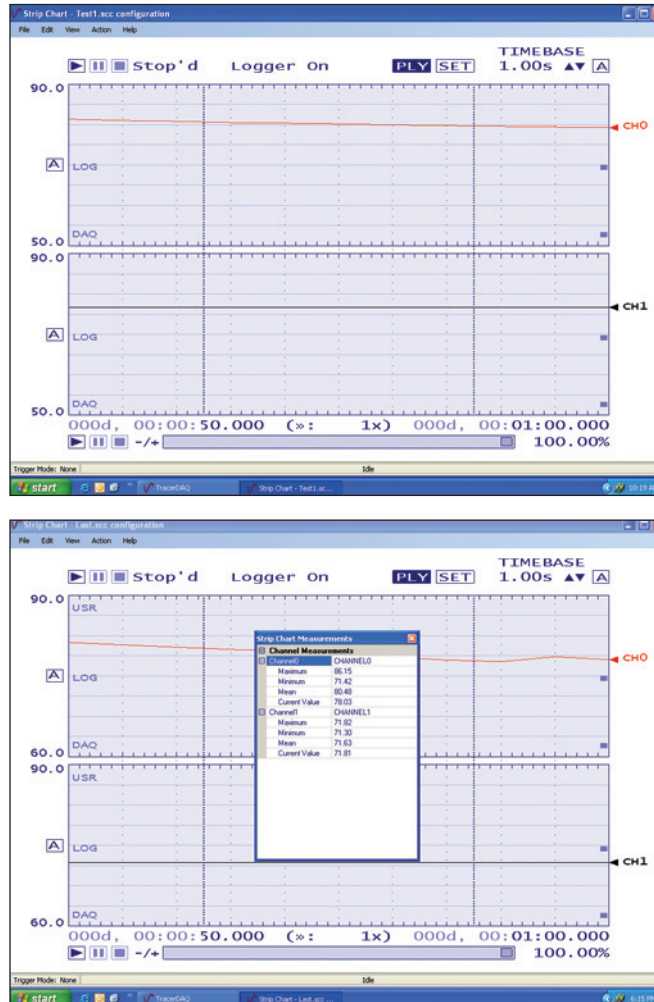 Strip Chart - Test1.scc configuration
File Edit View Action Help
TIMEBASE
Stop'd Logger On PLY SET 1.00s ▲▼ A
90.0
CH0
A LOG
DAQ
50.0
90.0
CH1
A LOG
DAQ
50.0
000d, 00:00:50.000 (»: 1x) 000d, 00:01:00.000
-/+ 100.00%
Trigger Mode: None Idle
start TracerDAQ Strip Chart - Test1.sc... 10:19 AM
Strip Chart - Last.scc configuration
File Edit View Action Help
TIMEBASE
Stop'd Logger On PLY SET 1.00s ▲▼ A
90.0
USR
Strip Chart Measurements
Channel Measurements
Channel0 CHANNEL0
Maximum 86.15
Minimum 71.42
Mean 80.48
Current Value 78.03
Channel1 CHANNEL1
Maximum 71.82
Minimum 71.30
Mean 71.63
Current Value 71.81
CH0
A LOG
DAQ
60.0
90.0
USR
A LOG
CH1
DAQ
60.0
000d, 00:00:50.000 (»: 1x) 000d, 00:01:00.000
-/+ 100.00%
Trigger Mode: None Idle
start TracerDAQ Strip Chart - Last.scc ... 6:15 PM